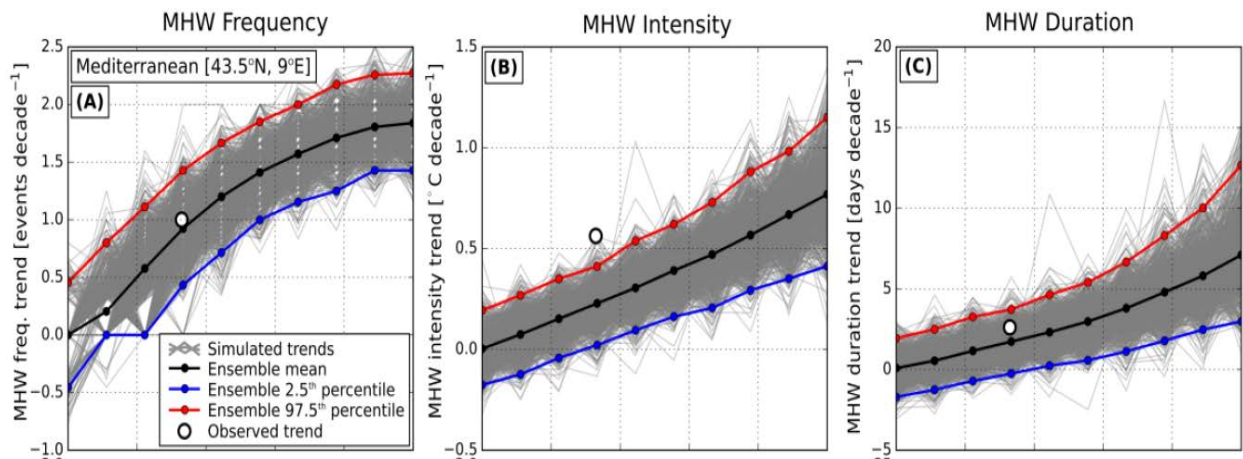 MHW Frequency
MHW Intensity
MHW Duration
Mediterranean [43.5°N, 9°E]
(A)
(B)
(C)
MHW freq. trend [events decade⁻¹]
2.5
2.0
1.5
1.0
0.5
0.0
−0.5
−1.0
Simulated trends
Ensemble mean
Ensemble 2.5th percentile
Ensemble 97.5th percentile
Observed trend
MHW intensity trend [°C decade⁻¹]
1.5
1.0
0.5
0.0
−0.5
MHW duration trend [days decade⁻¹]
20
15
10
5
0
−5